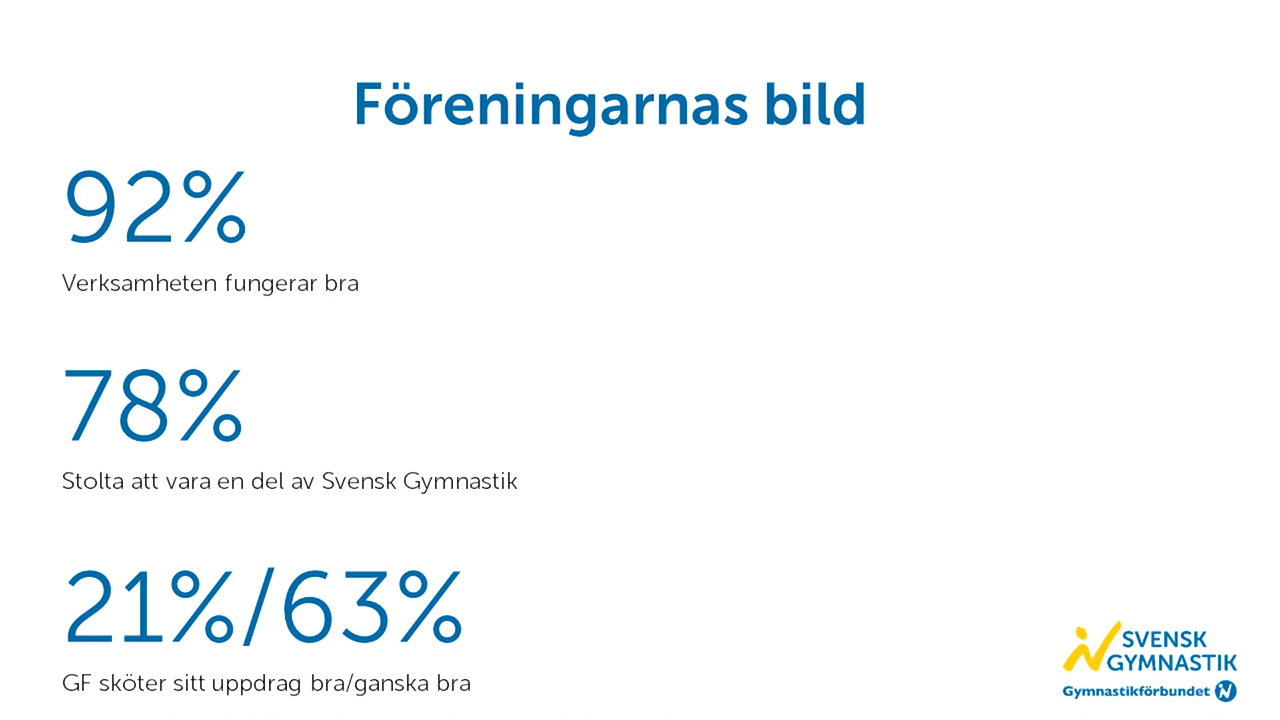 Föreningarnas bild
92%
Verksamheten fungerar bra
78%
Stolta att vara en del av Svensk Gymnastik
21%/63%
GF sköter sitt uppdrag bra/ganska bra
SVENSK
GYMNASTIK
Gymnastikförbundet